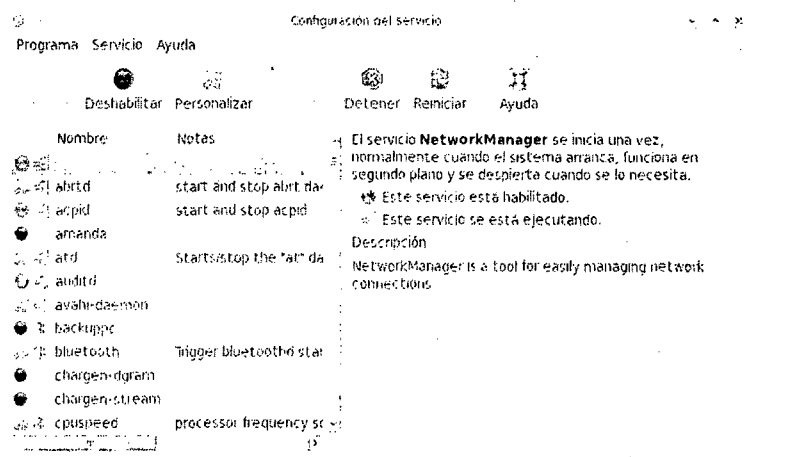 Configuración del servicio
Programa Servicio Ayuda
Deshabilitar Personalizar Detener Reiniciar Ayuda
Nombre Notas
abrtd start and stop abrt dae
acpid start and stop acpid
amanda
atd Starts/stop the "at" da
auditd
avahi-daemon
backuppc
bluetooth Trigger bluetoothd star
chargen-dgram
chargen-stream
cpuspeed processor frequency sc
El servicio NetworkManager se inicia una vez,
normalmente cuando el sistema arranca, funciona en
segundo plano y se despierta cuando se lo necesita.
Este servicio está habilitado.
Este servicio se está ejecutando.
Descripción
NetworkManager is a tool for easily managing network
connections